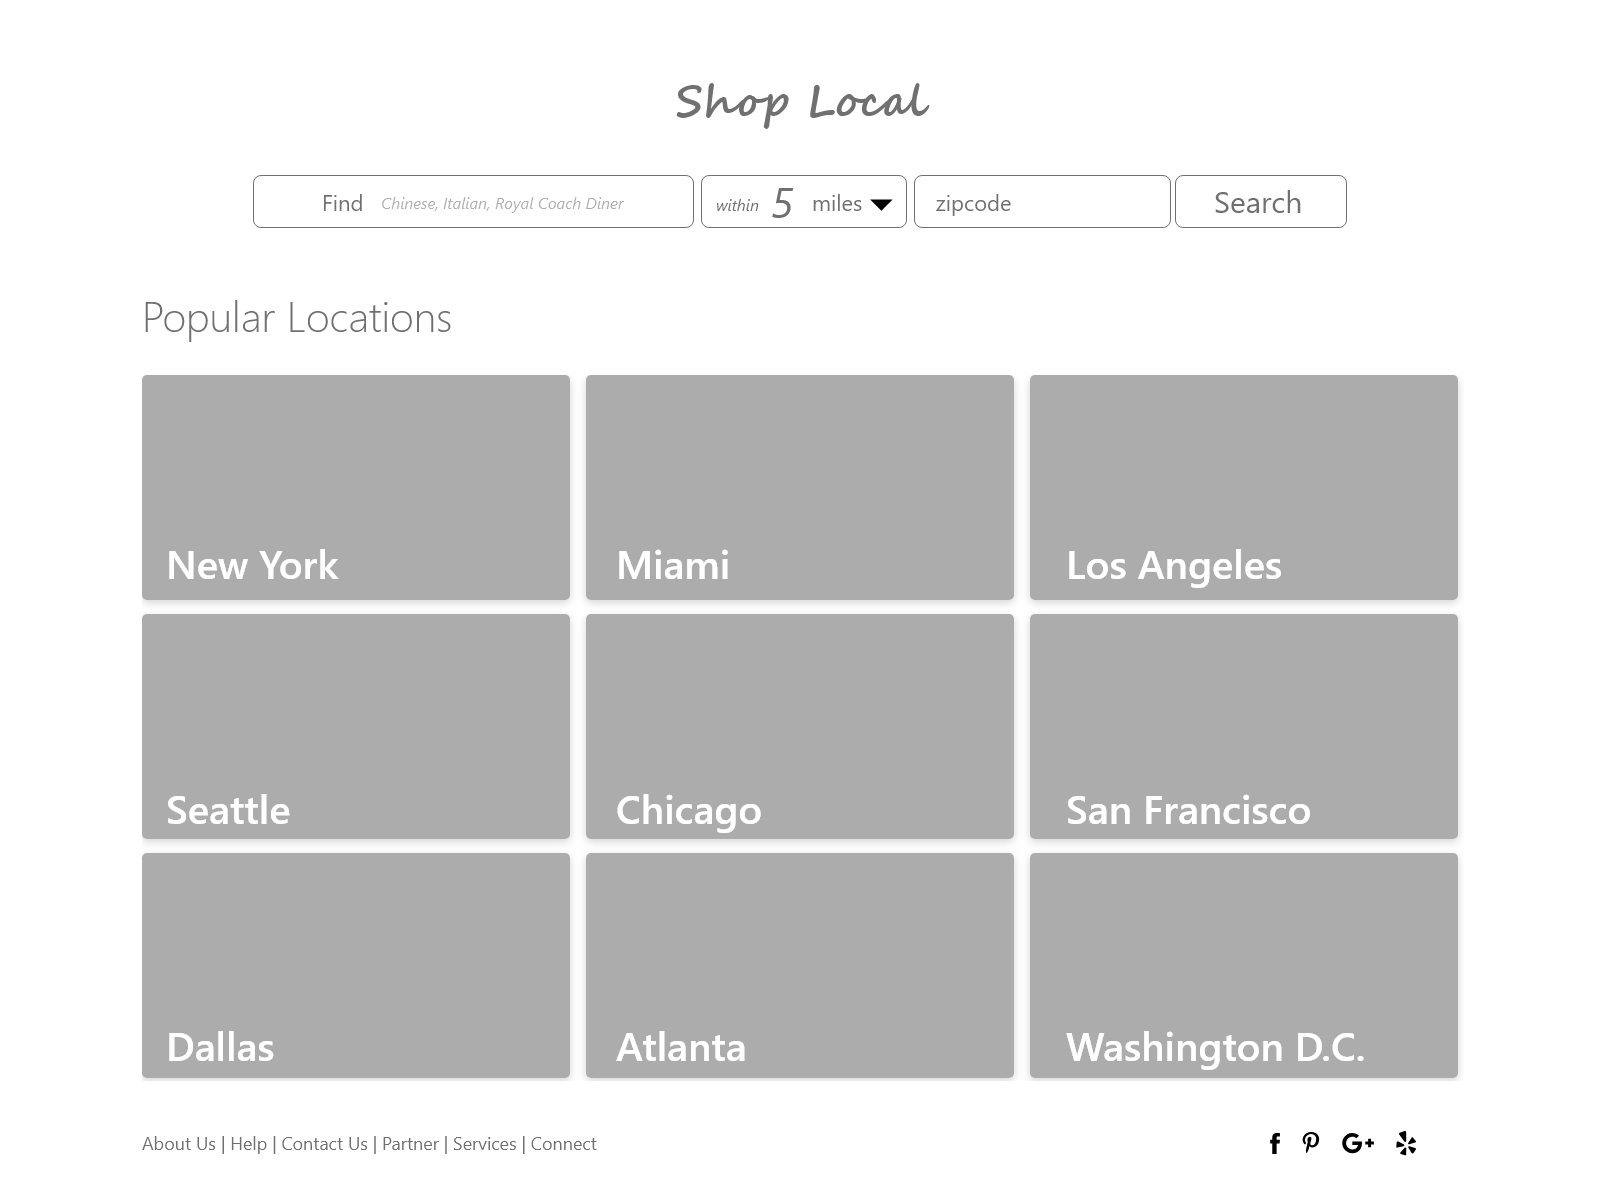 Shop Local
Find Chinese, Italian, Royal Coach Diner within 5 miles zipcode Search
Popular Locations
New York Miami Los Angeles
Seattle Chicago San Francisco
Dallas Atlanta Washington D.C.
About Us | Help | Contact Us | Partner | Services | Connect f G+